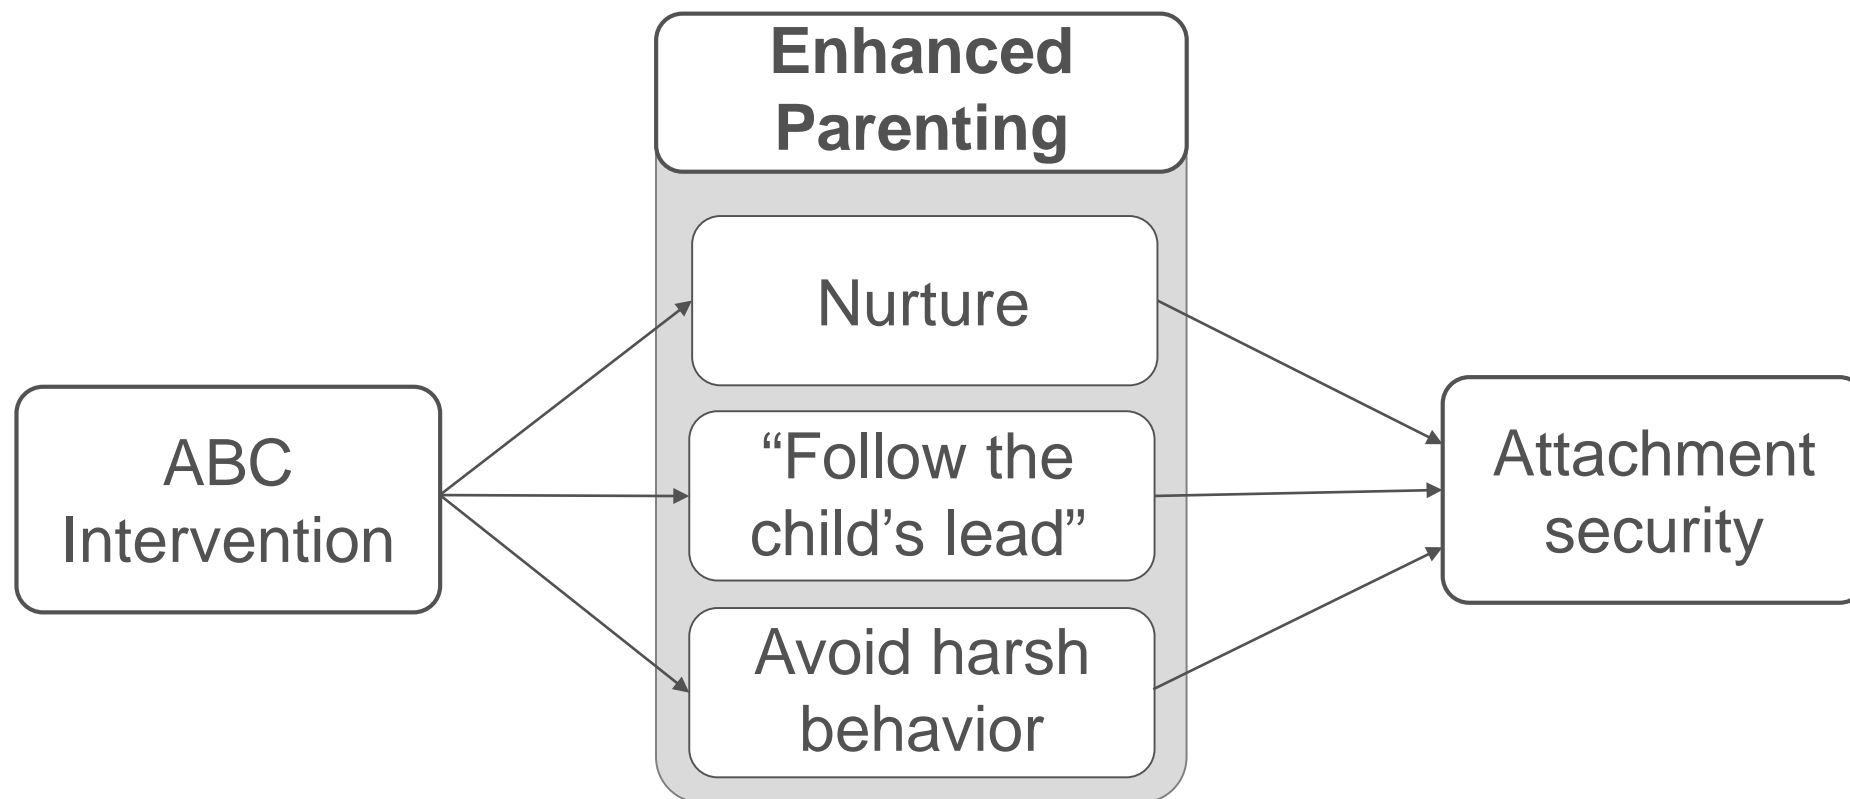 Enhanced
Parenting
Nurture
ABC
Intervention
“Follow the
child’s lead”
Attachment
security
Avoid harsh
behavior